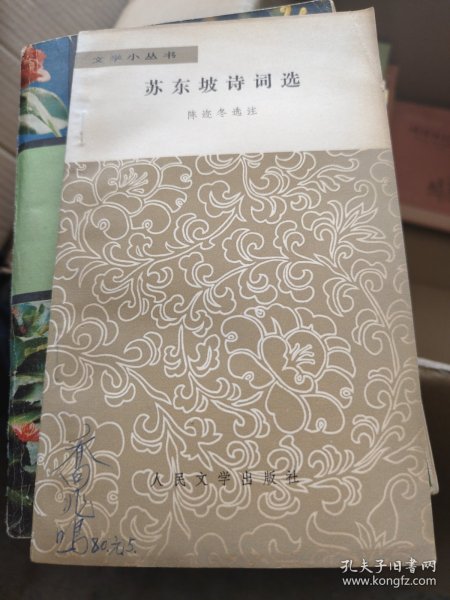 文学小丛书
苏东坡诗词选
陈迩冬选注
人民文学出版社
80.元.5.
孔夫子旧书网
www.kongfz.com